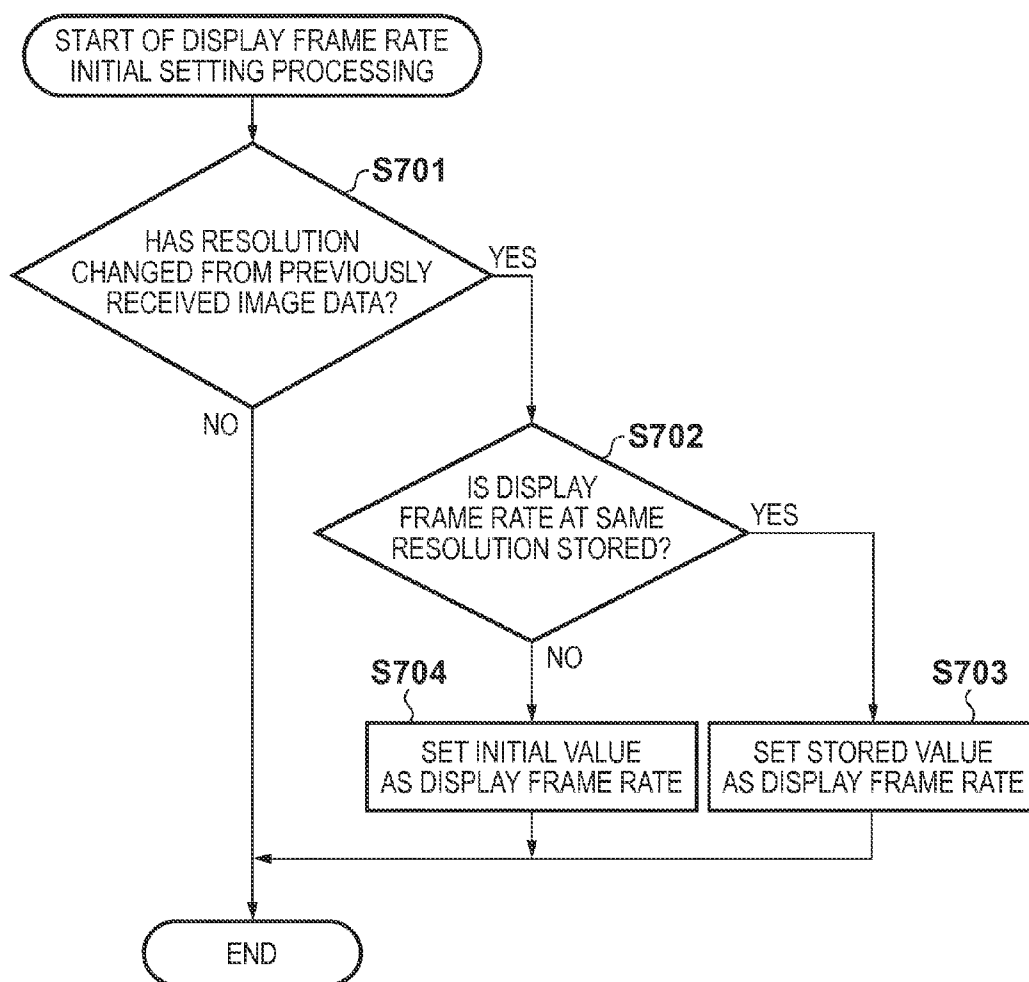 START OF DISPLAY FRAME RATE
INITIAL SETTING PROCESSING
S701
HAS RESOLUTION
CHANGED FROM PREVIOUSLY
RECEIVED IMAGE DATA?
YES
NO
S702
IS DISPLAY
FRAME RATE AT SAME
RESOLUTION STORED?
YES
NO
S704
SET INITIAL VALUE
AS DISPLAY FRAME RATE
S703
SET STORED VALUE
AS DISPLAY FRAME RATE
END